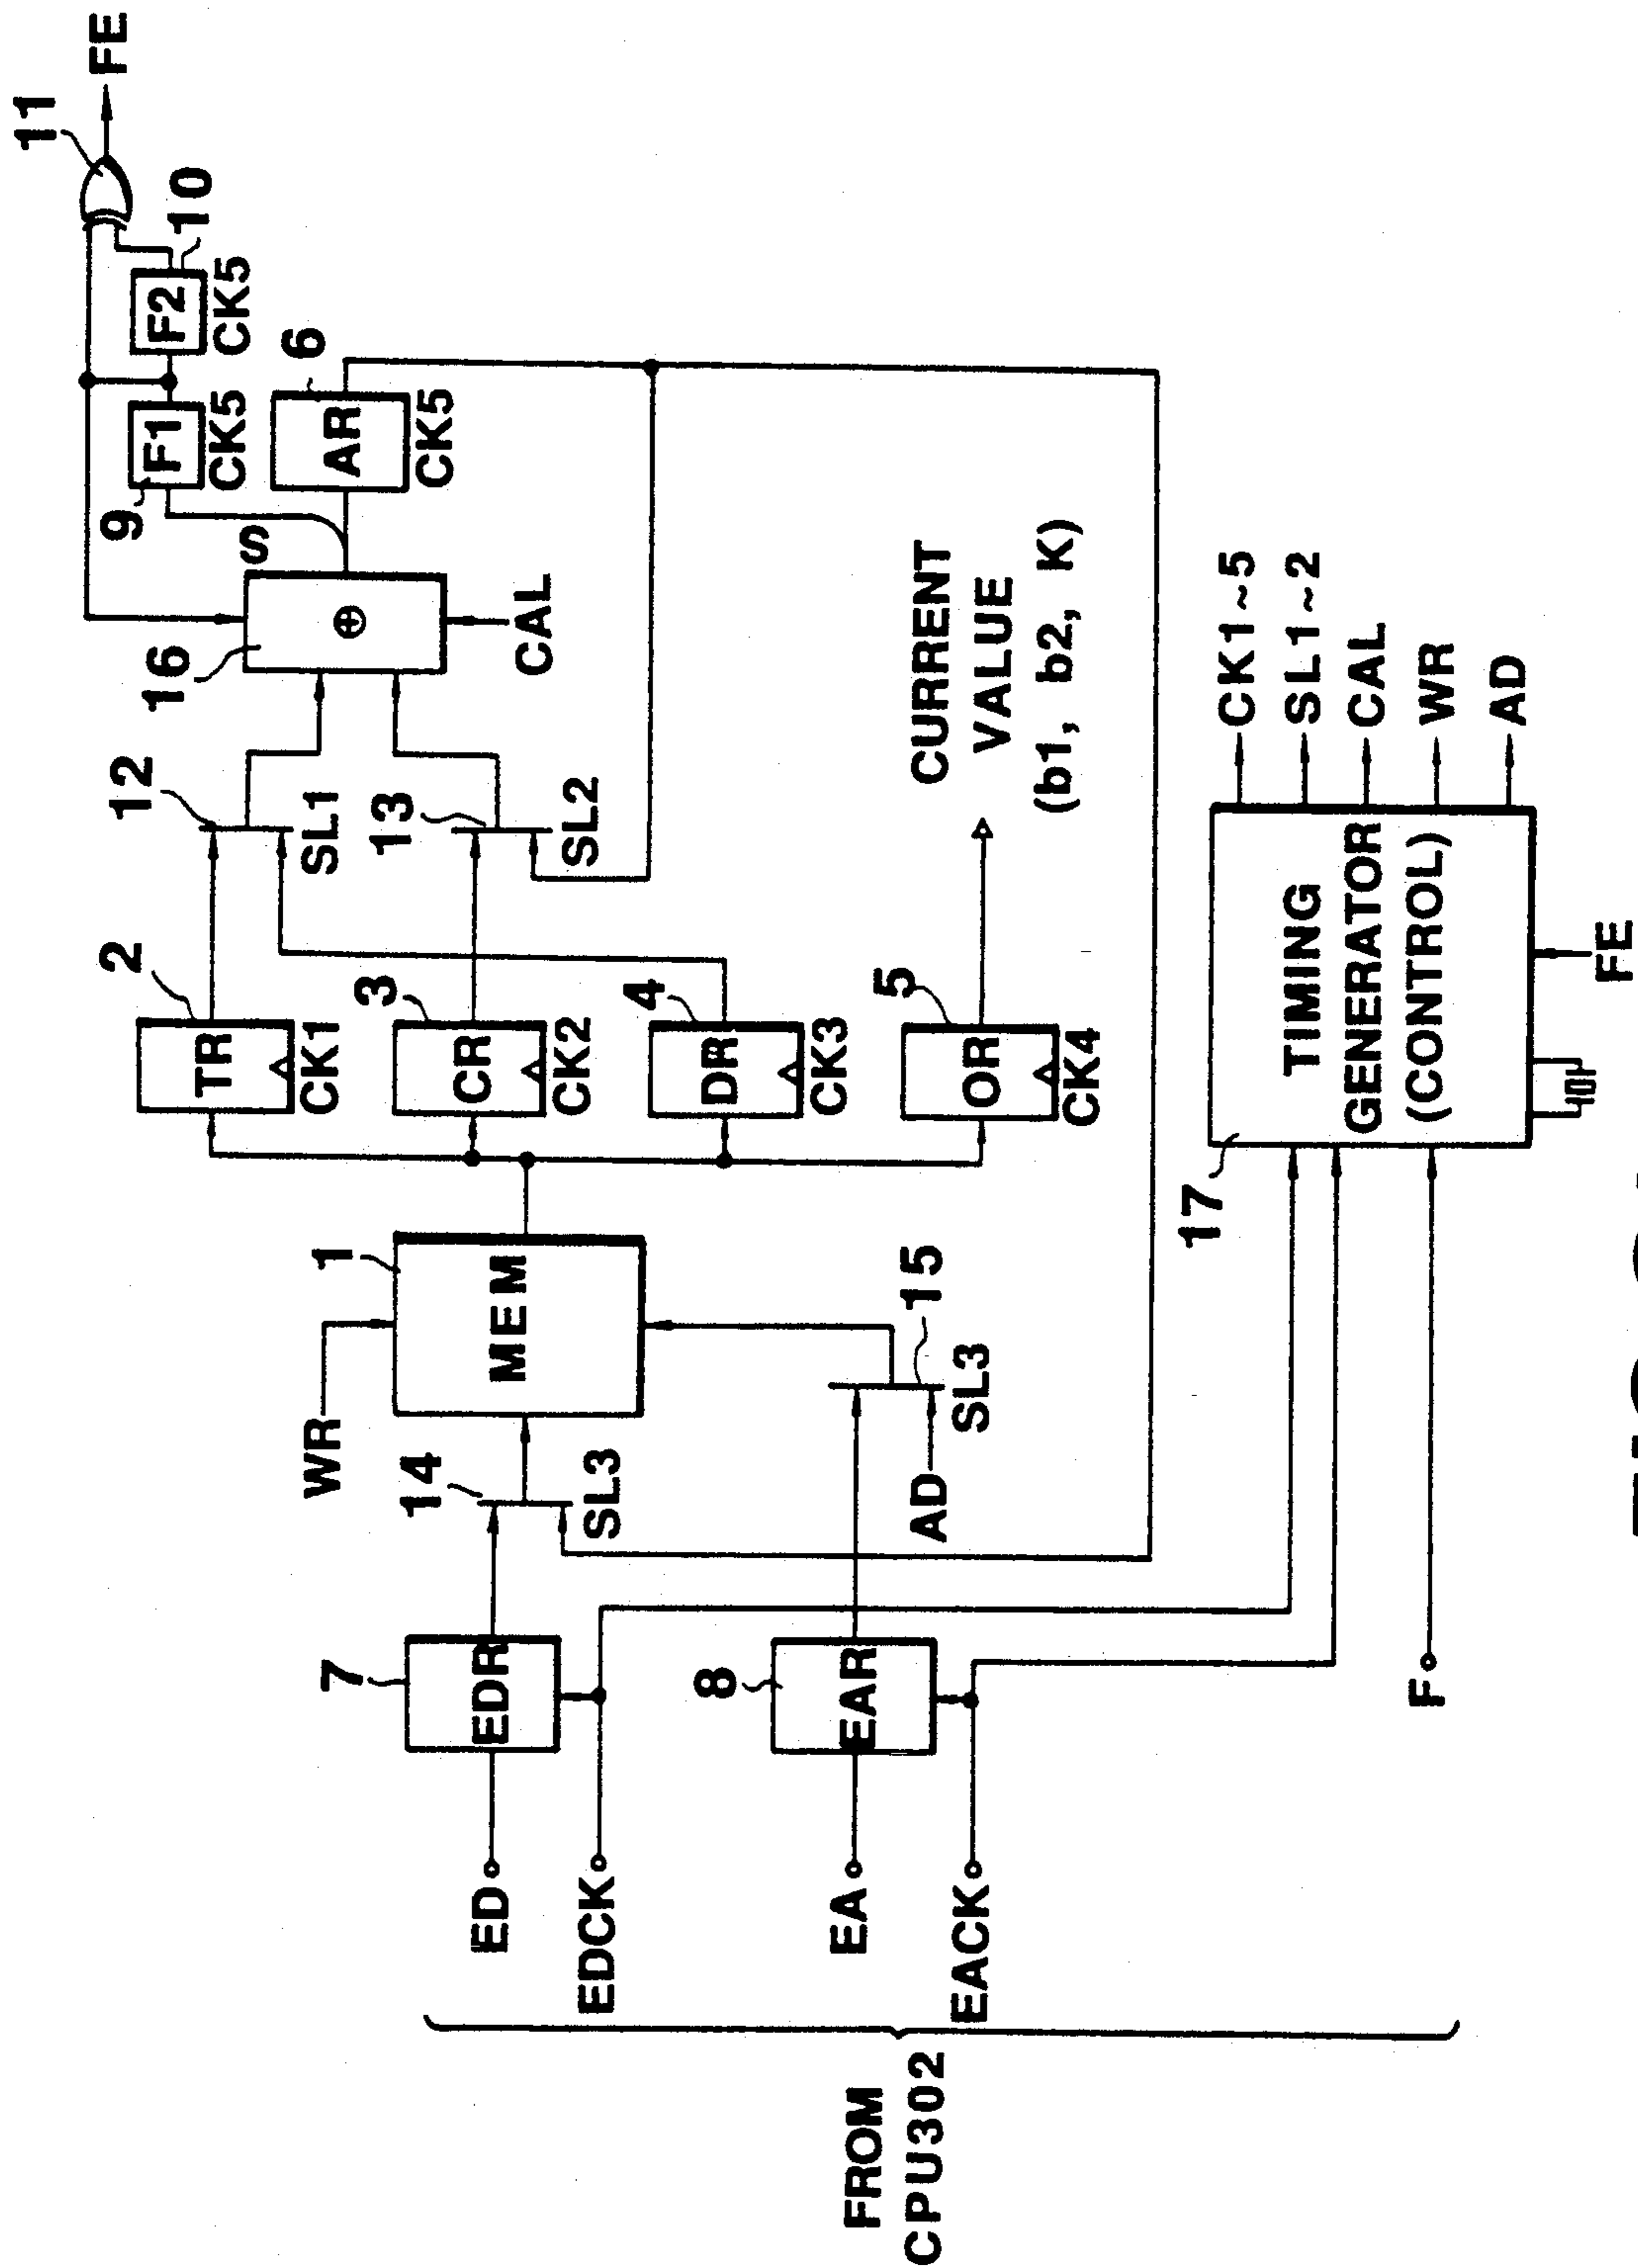 11
FE
10
F2
CK5
9
F1
CK5
6
AR
CK5
S
16
⊕
CAL
12
SL1
13
SL2
2
TR
CK1
3
CR
CK2
4
DR
CK3
5
OR
CK4
CURRENT
VALUE
(b1, b2, K)
1
MEM
WR
14
SL3
15
SL3
AD
7
EDR
8
EAR
ED
EDCK
EA
EACK
F
FROM
CPU302
17
TIMING
GENERATOR
(CONTROL)
CK1~5
SL1~2
CAL
WR
AD
FE